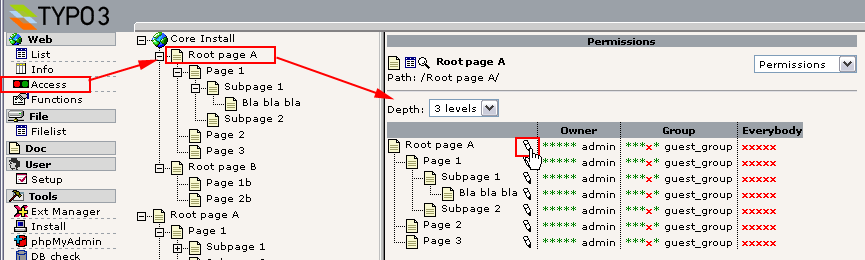 TYPO3
Web
List
Info
Access
Functions
File
Filelist
Doc
User
Setup
Tools
Ext Manager
Install
phpMyAdmin
DB check
Core Install
Root page A
Page 1
Subpage 1
Bla bla bla
Subpage 2
Page 2
Page 3
Root page B
Page 1b
Page 2b
Root page A
Page 1
Subpage 1
Subpage 2
Permissions
Root page A
Permissions
Path: /Root page A/
Depth: 3 levels
Owner Group Everybody
Root page A ***** admin ***x* guest_group xxxxx
Page 1 ***** admin ***x* guest_group xxxxx
Subpage 1 ***** admin ***x* guest_group xxxxx
Bla bla bla ***** admin ***x* guest_group xxxxx
Subpage 2 ***** admin ***x* guest_group xxxxx
Page 2 ***** admin ***x* guest_group xxxxx
Page 3 ***** admin ***x* guest_group xxxxx